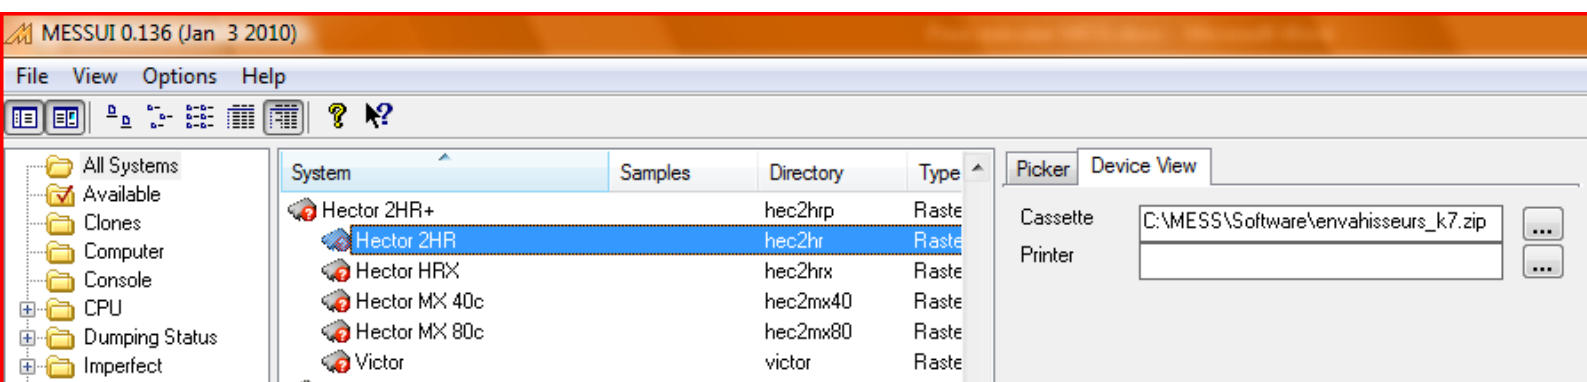 MESSUI 0.136 (Jan 3 2010)
File View Options Help
All Systems
Available
Clones
Computer
Console
CPU
Dumping Status
Imperfect
System Samples Directory Type
Hector 2HR+ hec2hrp Raste
Hector 2HR hec2hr Raste
Hector HRX hec2hrx Raste
Hector MX 40c hec2mx40 Raste
Hector MX 80c hec2mx80 Raste
Victor victor Raste
Picker Device View
Cassette C:\MESS\Software\envahisseurs_k7.zip ...
Printer ...